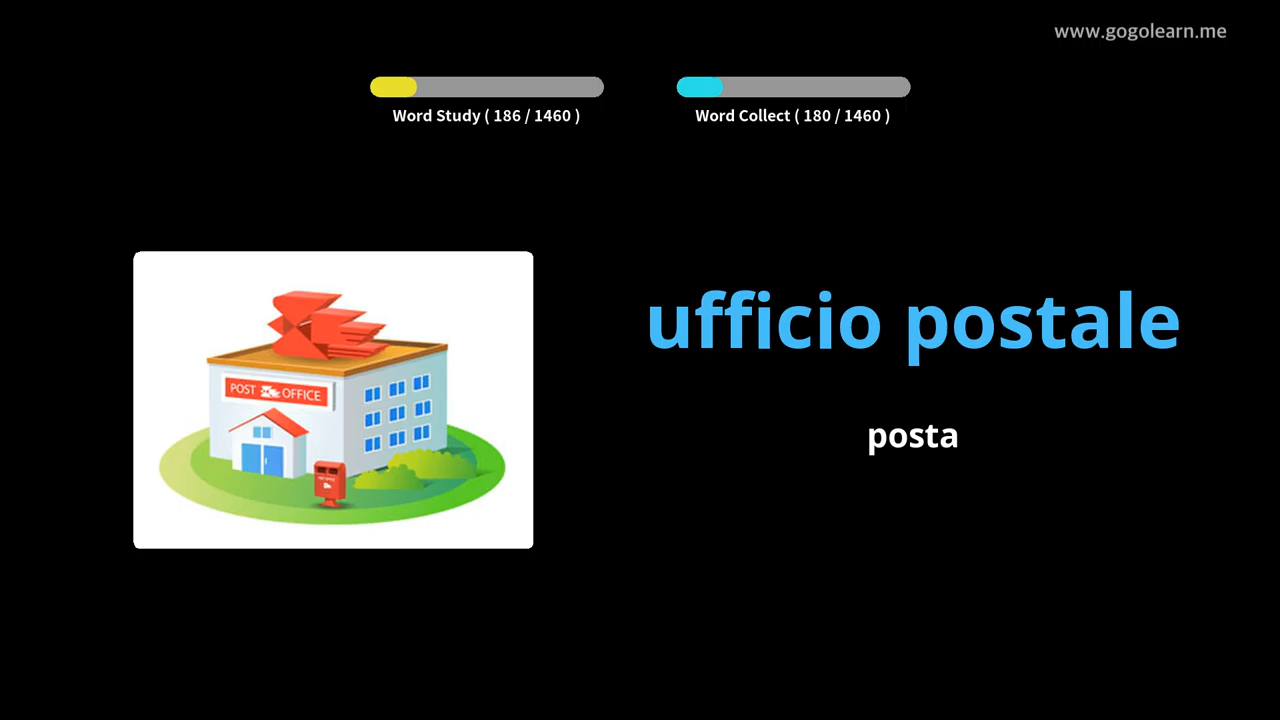 www.gogolearn.me
Word Study ( 186 / 1460 )
Word Collect ( 180 / 1460 )
POST OFFICE
ufficio postale
posta